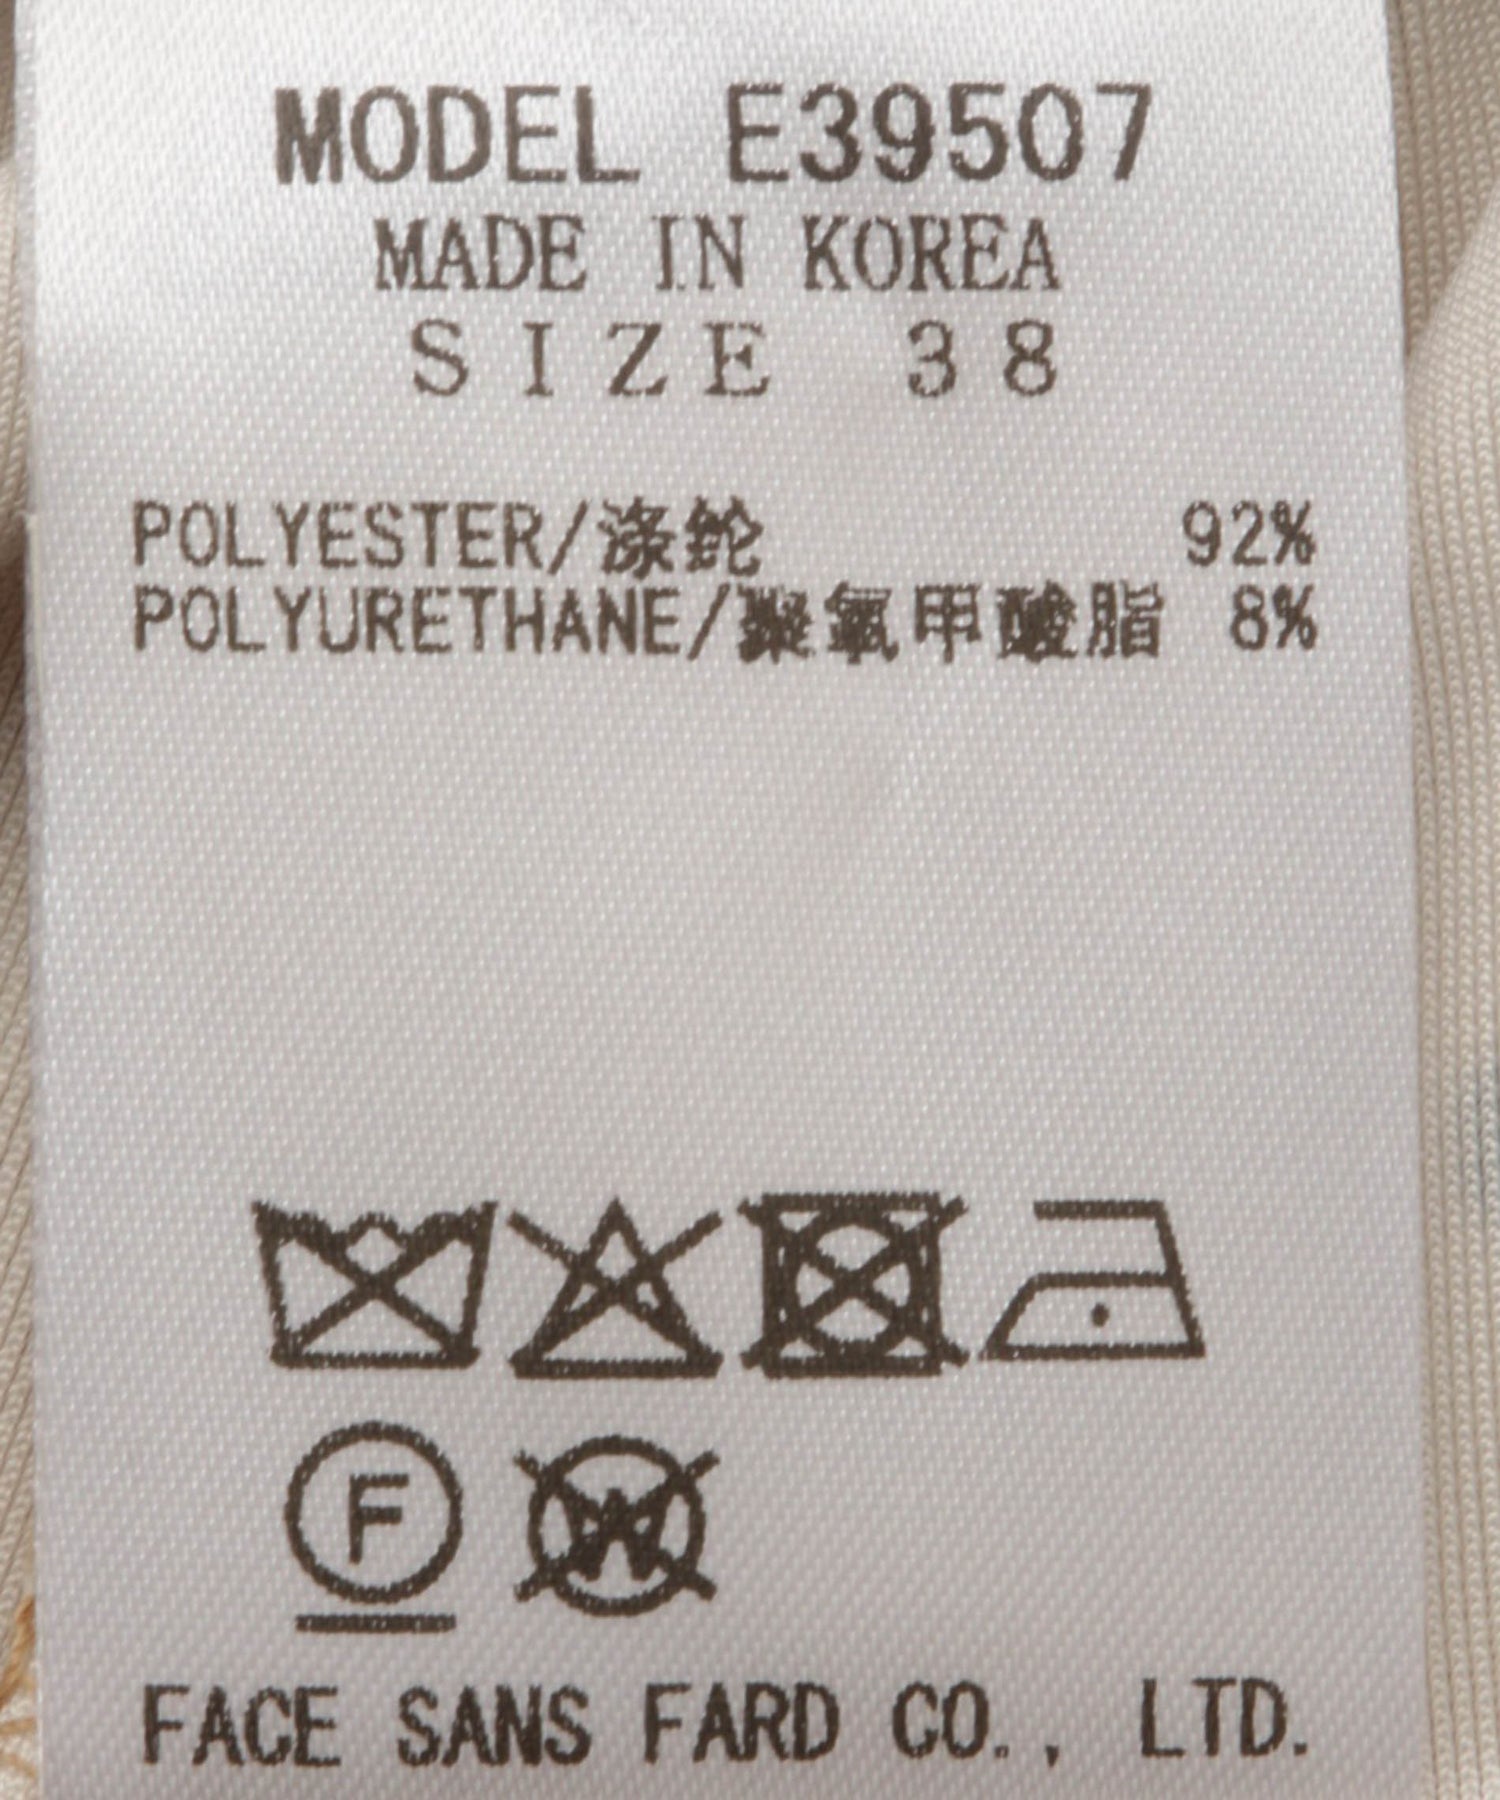 MODEL E39507
MADE IN KOREA
SIZE 38
POLYESTER/涤纶 92%
POLYURETHANE/聚氧甲酸脂 8%
F
W
FACE SANS FARD CO., LTD.